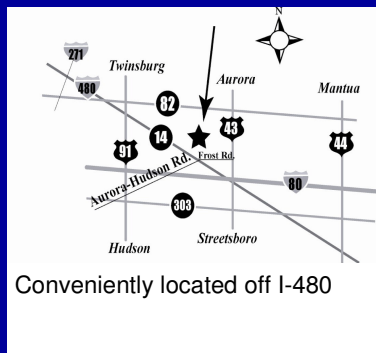 N
271
Twinsburg
Aurora
Mantua
480
82
14
43
44
91
Frost Rd.
Aurora-Hudson Rd.
80
303
Hudson
Streetsboro
Conveniently located off I-480